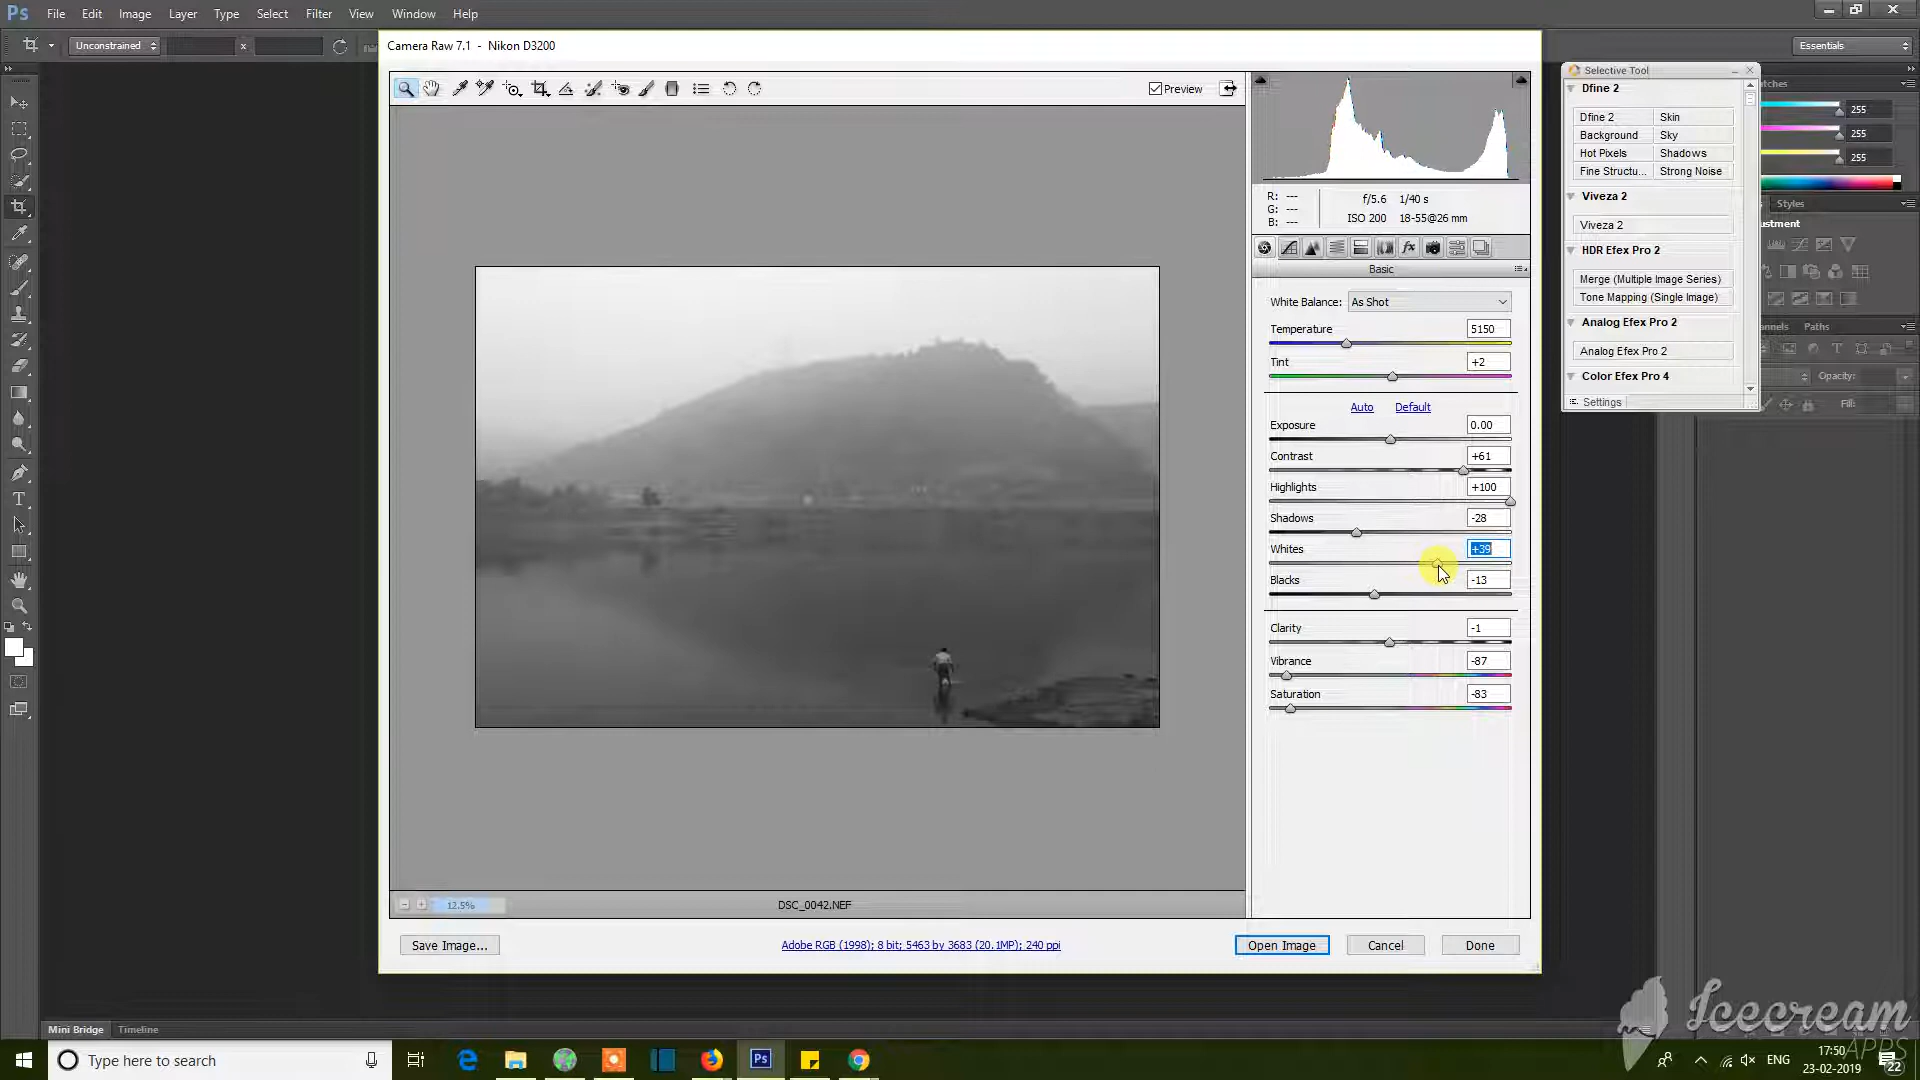 Ps File Edit Image Layer Type Select Filter View Window Help
Unconstrained x Essentials
Camera Raw 7.1 - Nikon D3200
Preview
R: ---
G: ---
B: ---
f/5.6 1/40 s
ISO 200 18-55@26 mm
Basic
White Balance: As Shot
Temperature 5150
Tint +2
Auto Default
Exposure 0.00
Contrast +61
Highlights +100
Shadows -28
Whites +39
Blacks -13
Clarity -1
Vibrance -87
Saturation -83
12.5% DSC_0042.NEF
Save Image... Adobe RGB (1998); 8 bit; 5463 by 3683 (20.1MP); 240 ppi Open Image Cancel Done
Selective Tool
Dfine 2
Dfine 2 Skin
Background Sky
Hot Pixels Shadows
Fine Structu... Strong Noise
Viveza 2
Viveza 2
HDR Efex Pro 2
Merge (Multiple Image Series)
Tone Mapping (Single Image)
Analog Efex Pro 2
Analog Efex Pro 2
Color Efex Pro 4
Settings
atches
255
255
255
Styles
justment
annels Paths
Opacity:
Fill:
Mini Bridge Timeline
Icecream
APPS
Type here to search
Ps
ENG
17:50
23-02-2019
22